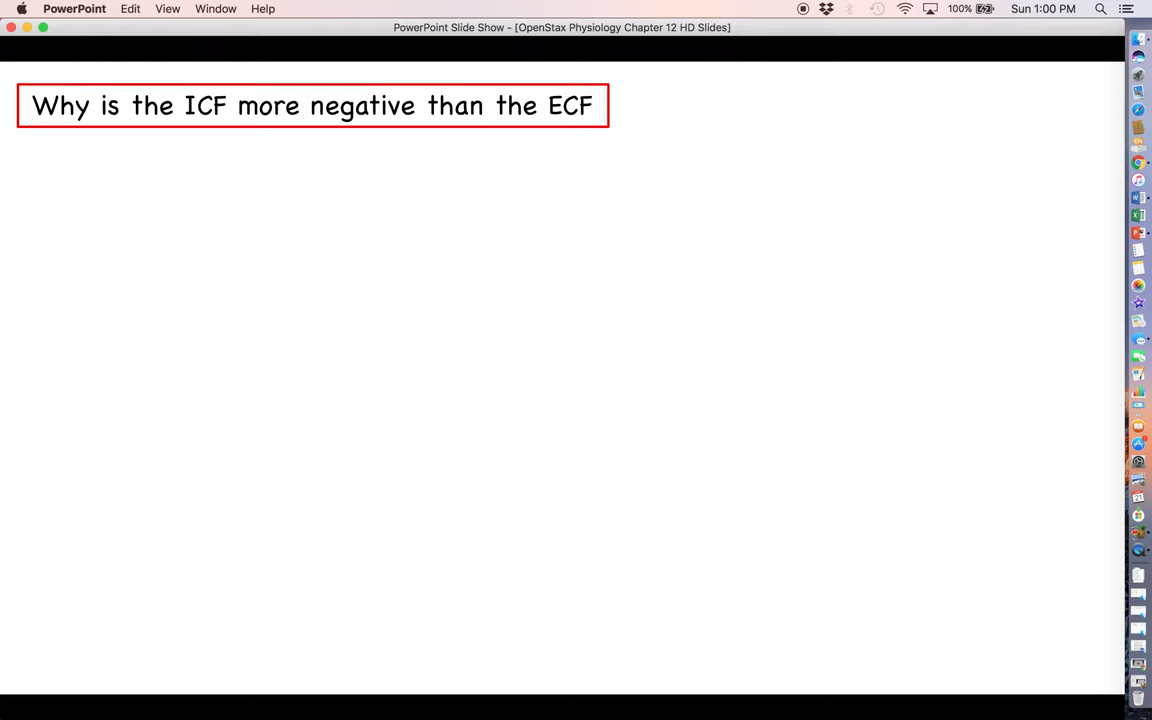 PowerPoint Edit View Window Help 100% Sun 1:00 PM
PowerPoint Slide Show - [OpenStax Physiology Chapter 12 HD Slides]
Why is the ICF more negative than the ECF